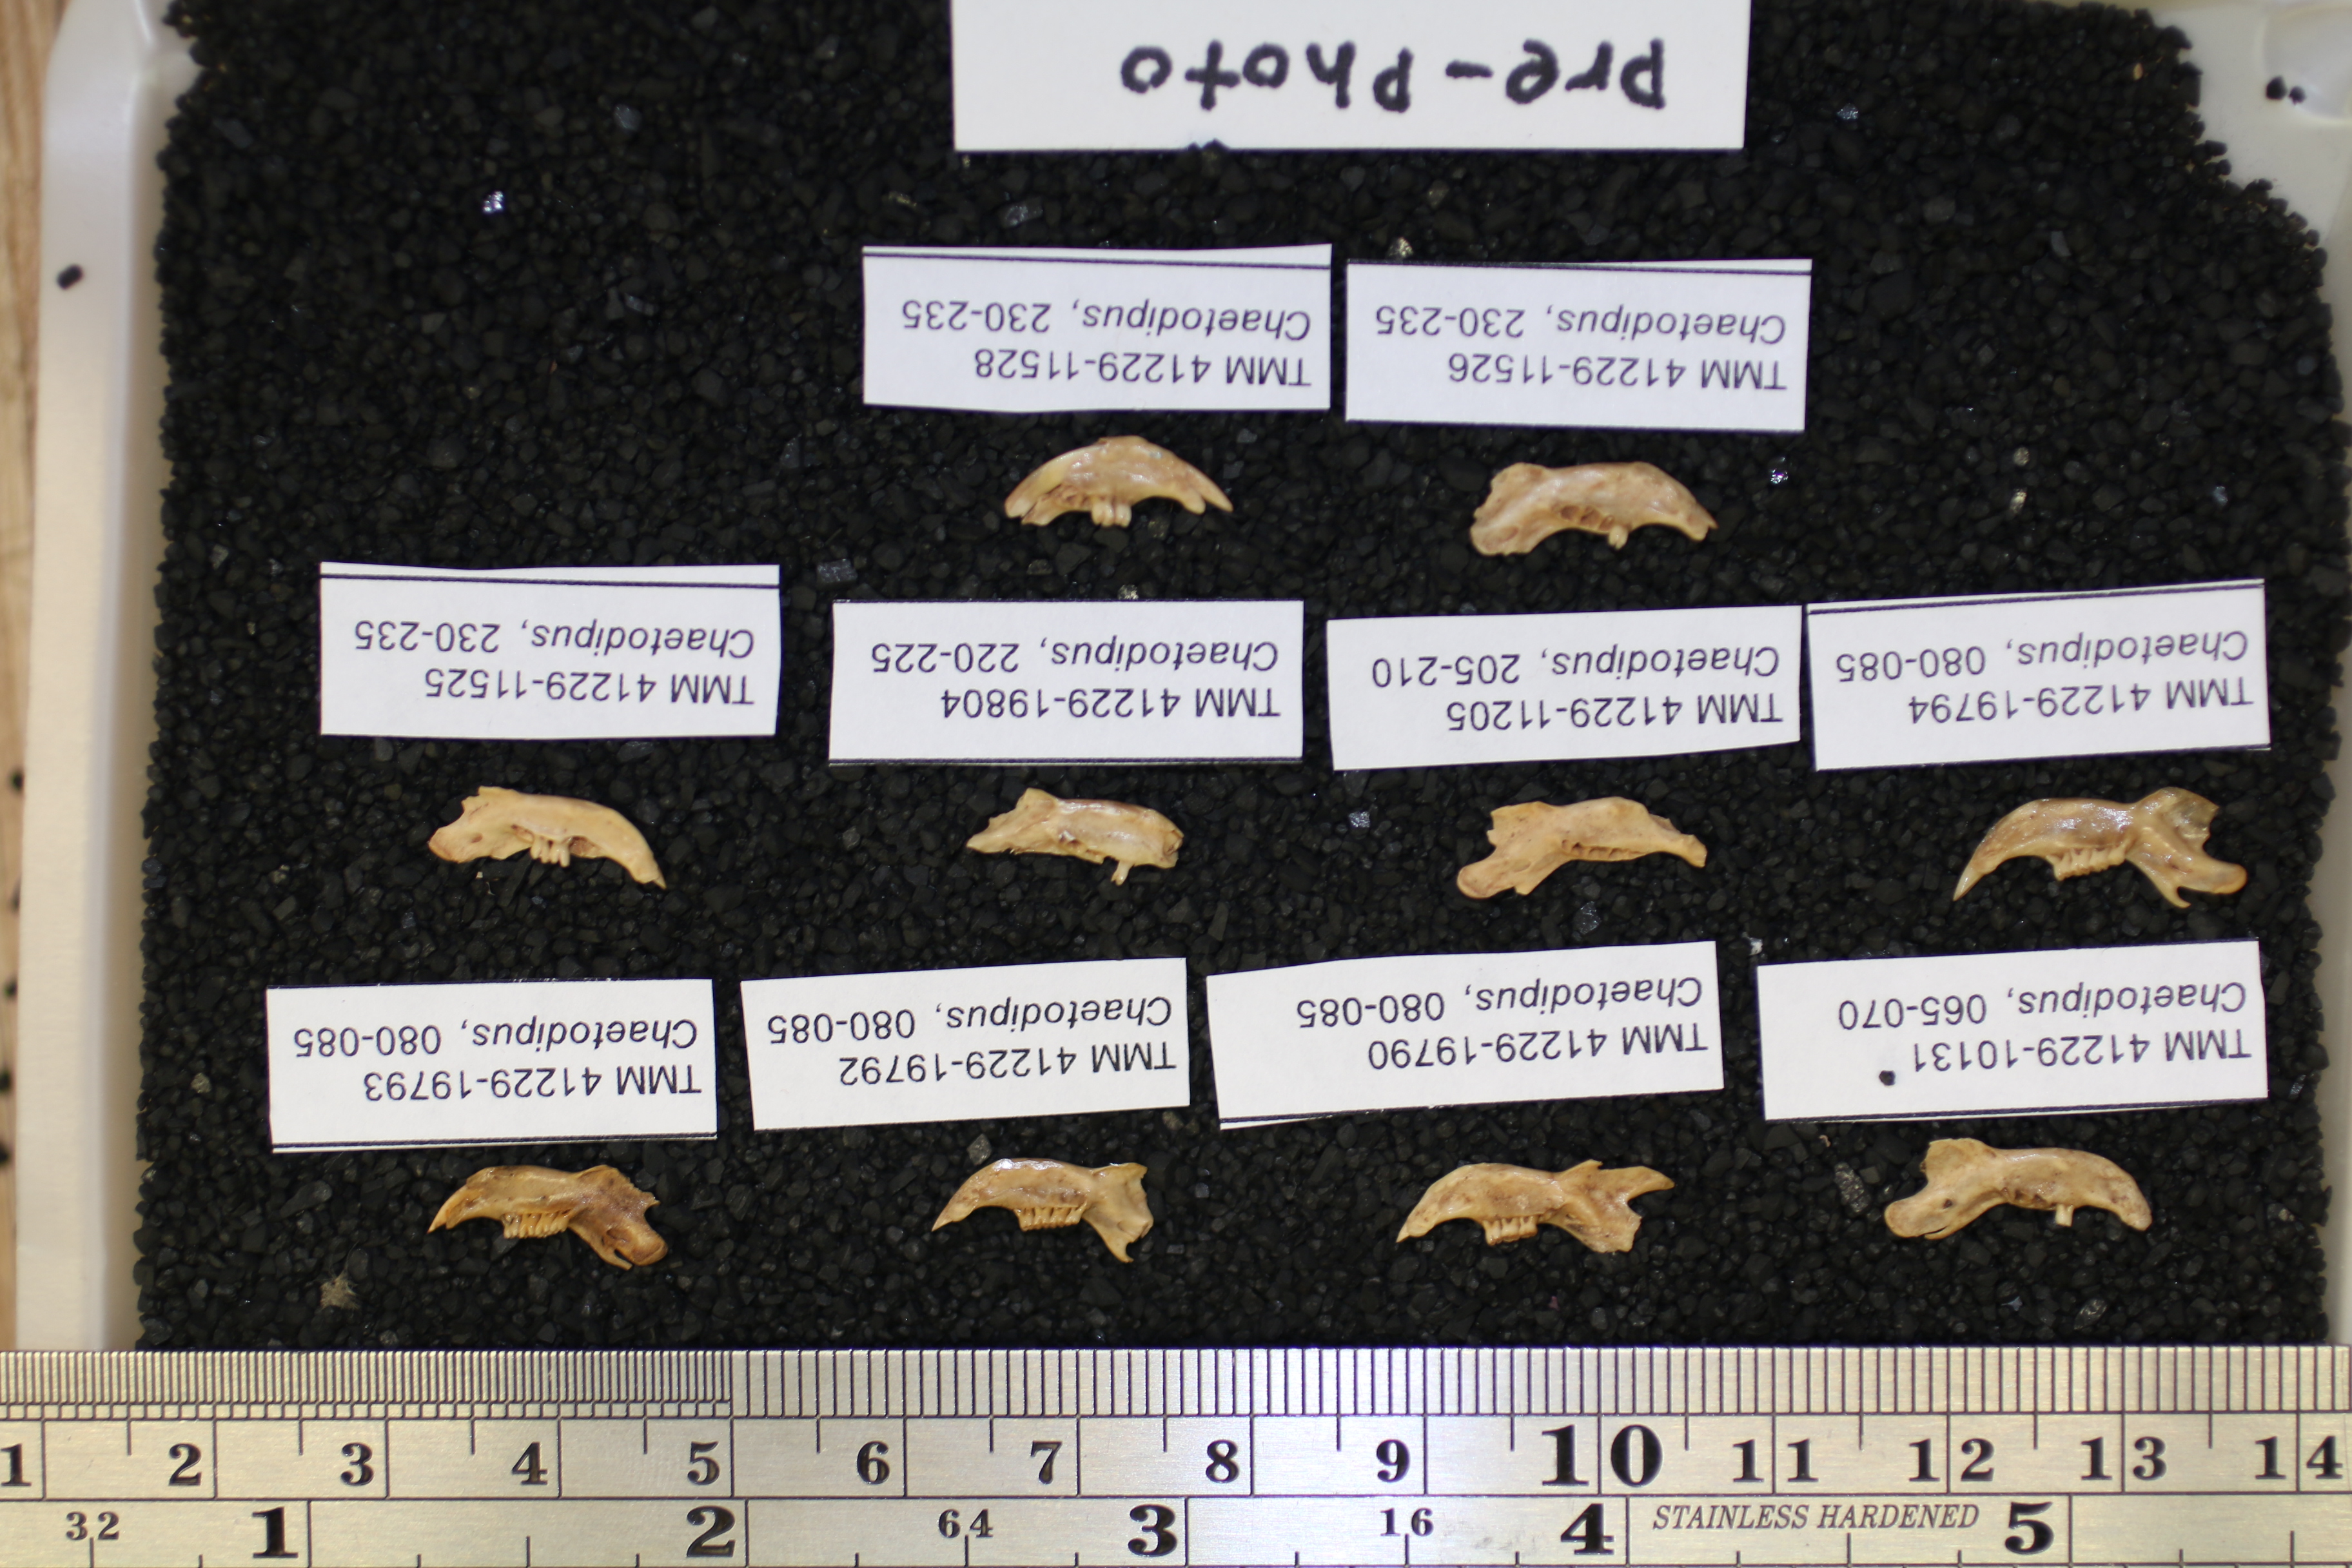 Pre-Photo
TMM 41229-11528
Chaetodipus, 230-235
TMM 41229-11526
Chaetodipus, 230-235
TMM 41229-11525
Chaetodipus, 230-235
TMM 41229-19804
Chaetodipus, 220-225
TMM 41229-11205
Chaetodipus, 205-210
TMM 41229-19794
Chaetodipus, 080-085
TMM 41229-19793
Chaetodipus, 080-085
TMM 41229-19792
Chaetodipus, 080-085
TMM 41229-19790
Chaetodipus, 080-085
TMM 41229-10131
Chaetodipus, 065-070
1 2 3 4 5 6 7 8 9 10 11 12 13 14
32 1 2 64 3 16 4 STAINLESS HARDENED 5